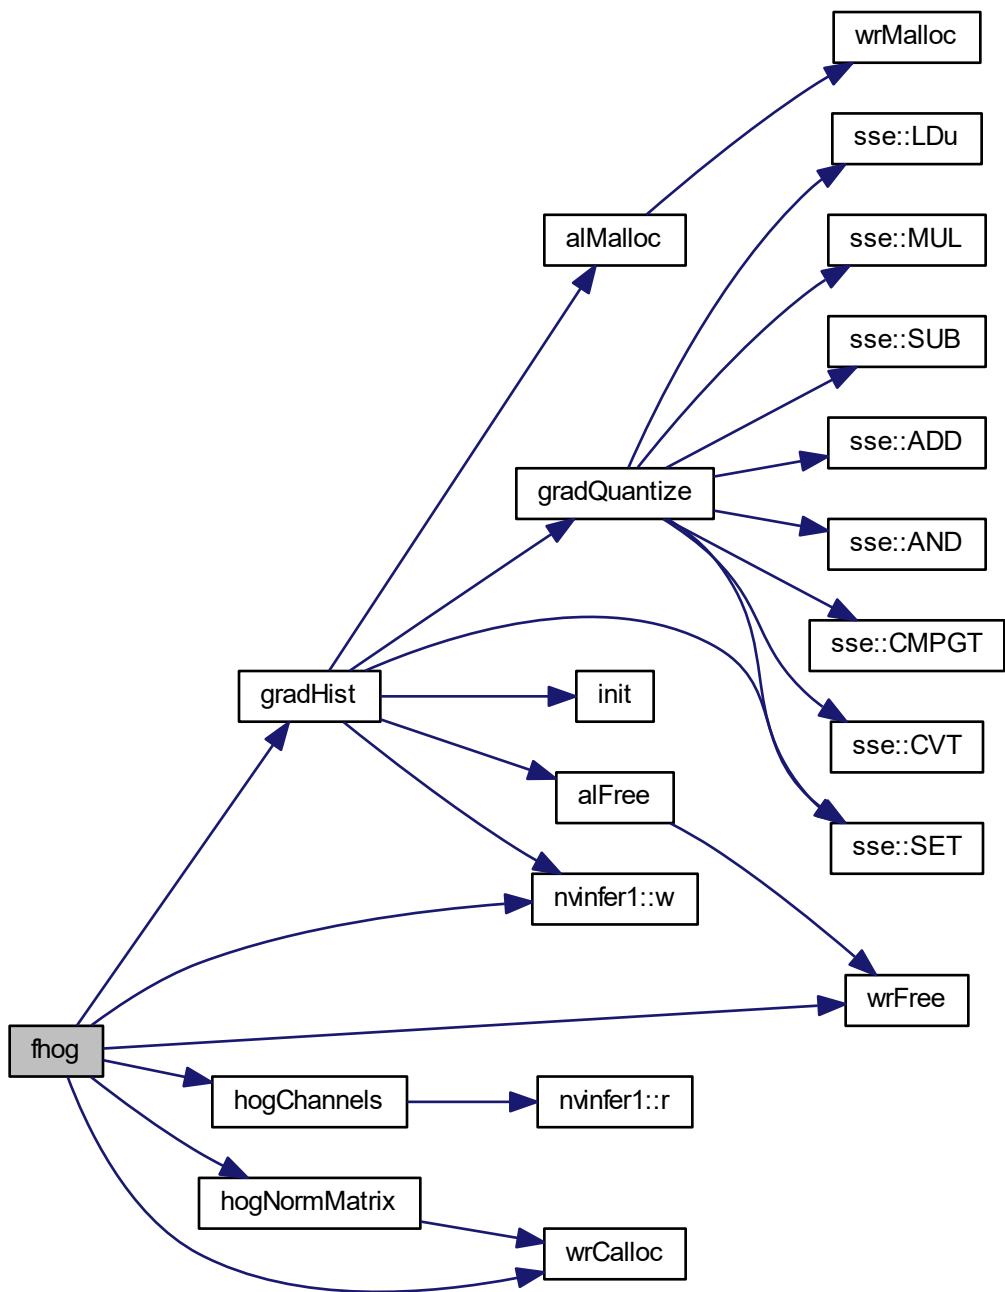 wrMalloc
sse::LDu
alMalloc
sse::MUL
sse::SUB
sse::ADD
gradQuantize
sse::AND
sse::CMPGT
gradHist
init
sse::CVT
alFree
sse::SET
nvinfer1::w
wrFree
fhog
hogChannels
nvinfer1::r
hogNormMatrix
wrCalloc